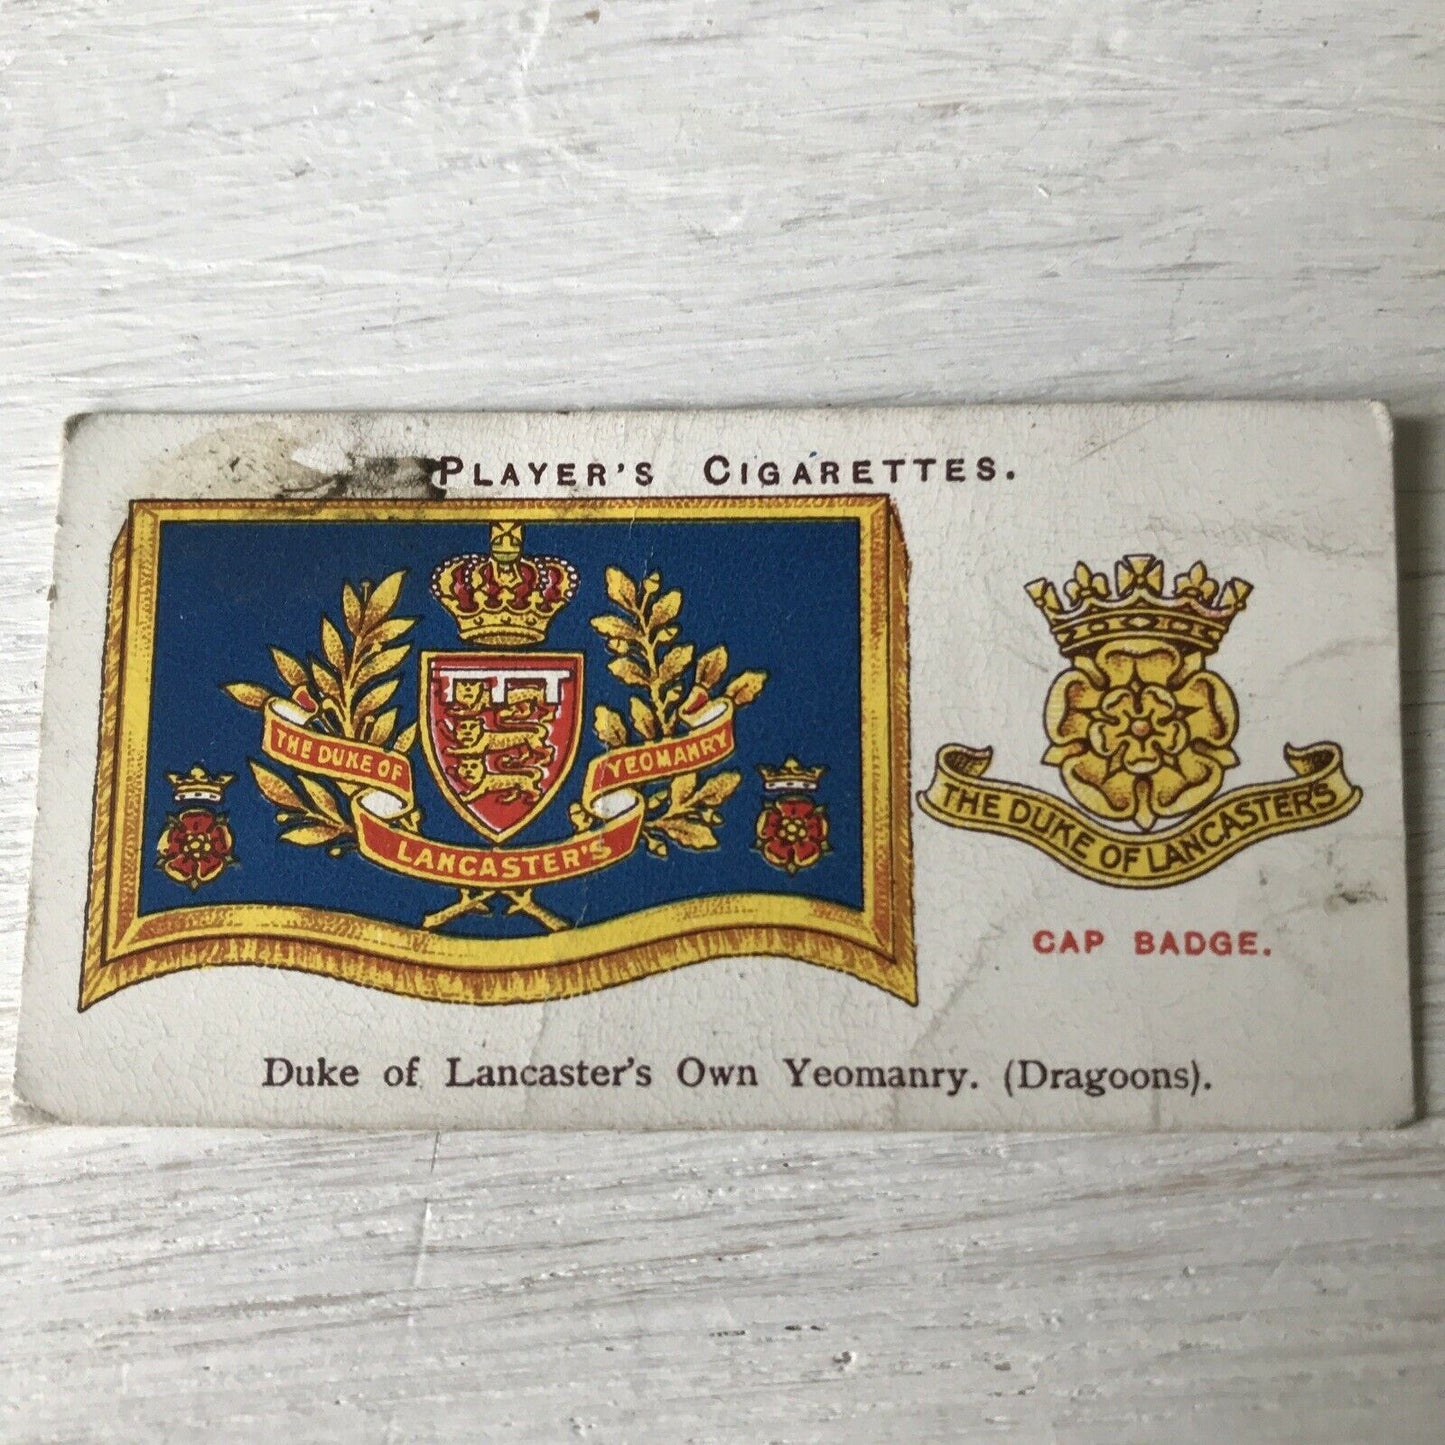 PLAYER'S CIGARETTES.
THE DUKE OF
LANCASTER'S
YEOMANRY
THE DUKE OF LANCASTER'S
CAP BADGE.
Duke of Lancaster's Own Yeomanry. (Dragoons).